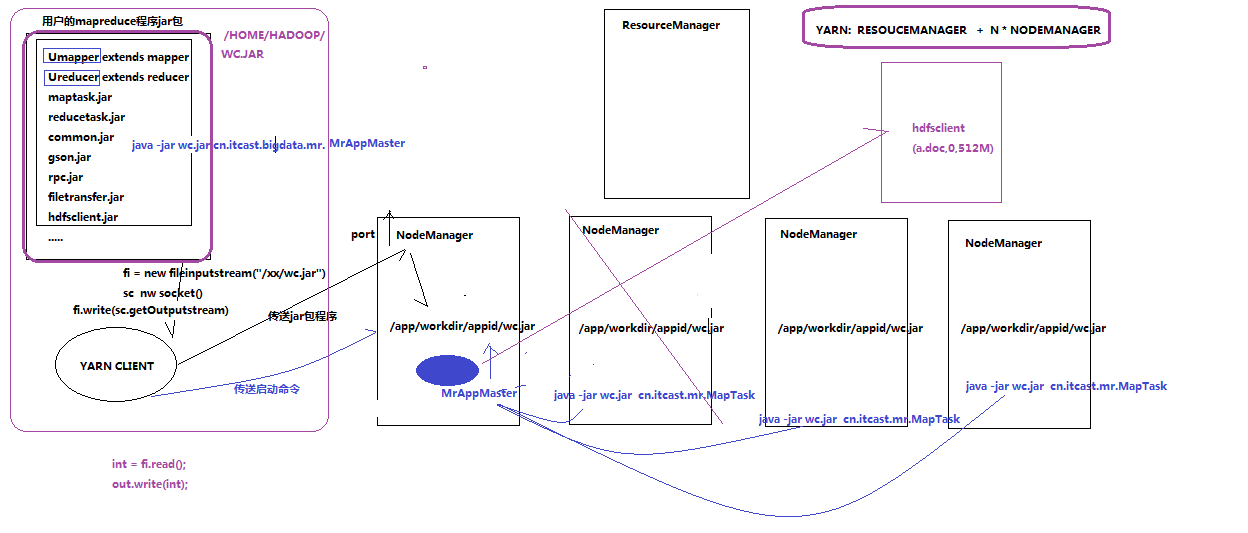 用户的mapreduce程序jar包
/HOME/HADOOP/
WC.JAR
Umapper extends mapper
Ureducer extends reducer
maptask.jar
reducetask.jar
common.jar
gson.jar
rpc.jar
filetransfer.jar
hdfsclient.jar
.....
java -jar wc.jar cn.itcast.bigdata.mr. MrAppMaster
fi = new fileinputstream("/xx/wc.jar")
sc nw socket()
fi.write(sc.getOutputstream)
YARN CLIENT
传送jar包程序
传送启动命令
int = fi.read();
out.write(int);
ResourceManager
YARN: RESOUCEMANAGER + N * NODEMANAGER
hdfsclient
(a.doc,0,512M)
port
NodeManager
/app/workdir/appid/wc.jar
MrAppMaster
NodeManager
/app/workdir/appid/wc.jar
java -jar wc.jar cn.itcast.mr.MapTask
NodeManager
/app/workdir/appid/wc.jar
java -jar wc.jar cn.itcast.mr.MapTask
NodeManager
/app/workdir/appid/wc.jar
java -jar wc.jar cn.itcast.mr.MapTask